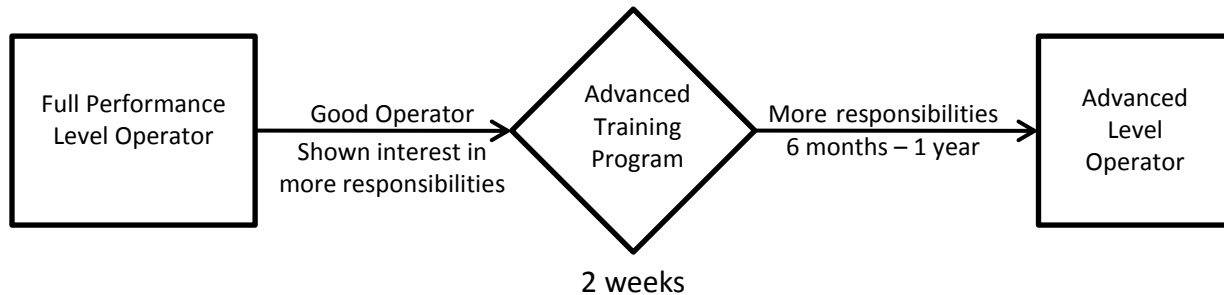 Full Performance
Level Operator
Good Operator
Shown interest in
more responsibilities
Advanced
Training
Program
2 weeks
More responsibilities
6 months – 1 year
Advanced
Level
Operator